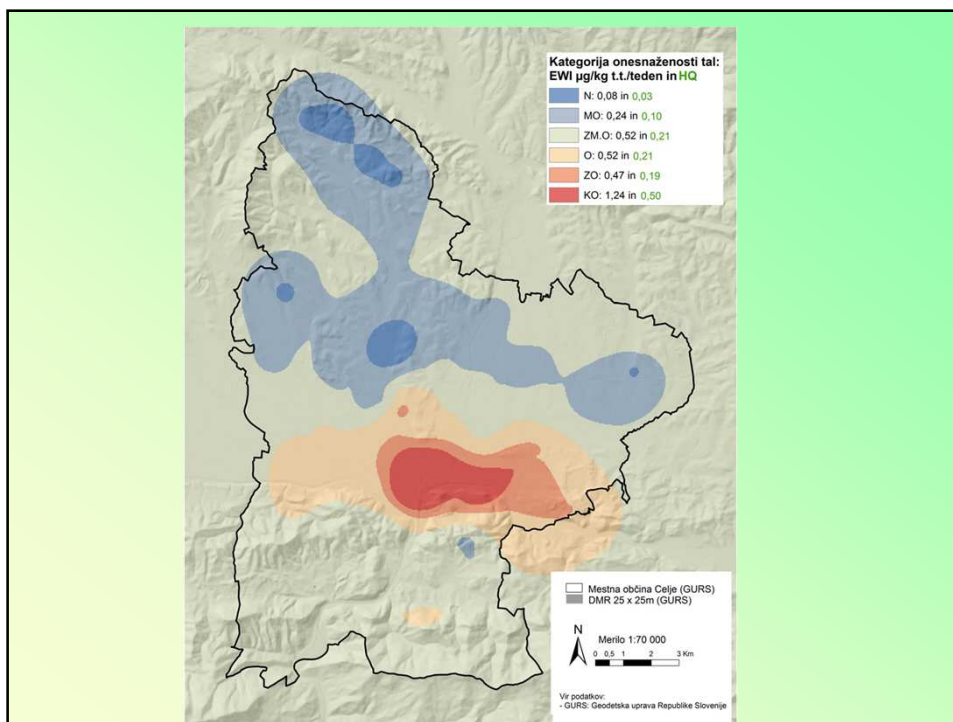 Kategorija onesnaženosti tal:
EWI µg/kg t.t./teden in HQ
N: 0,08 in 0,03
MO: 0,24 in 0,10
ZM.O: 0,52 in 0,21
O: 0,52 in 0,21
ZO: 0,47 in 0,19
KO: 1,24 in 0,50
Mestna občina Celje (GURS)
DMR 25 x 25m (GURS)
N
Merilo 1:70 000
0 0,5 1 2 3 Km
Vir podatkov:
- GURS: Geodetska uprava Republike Slovenije